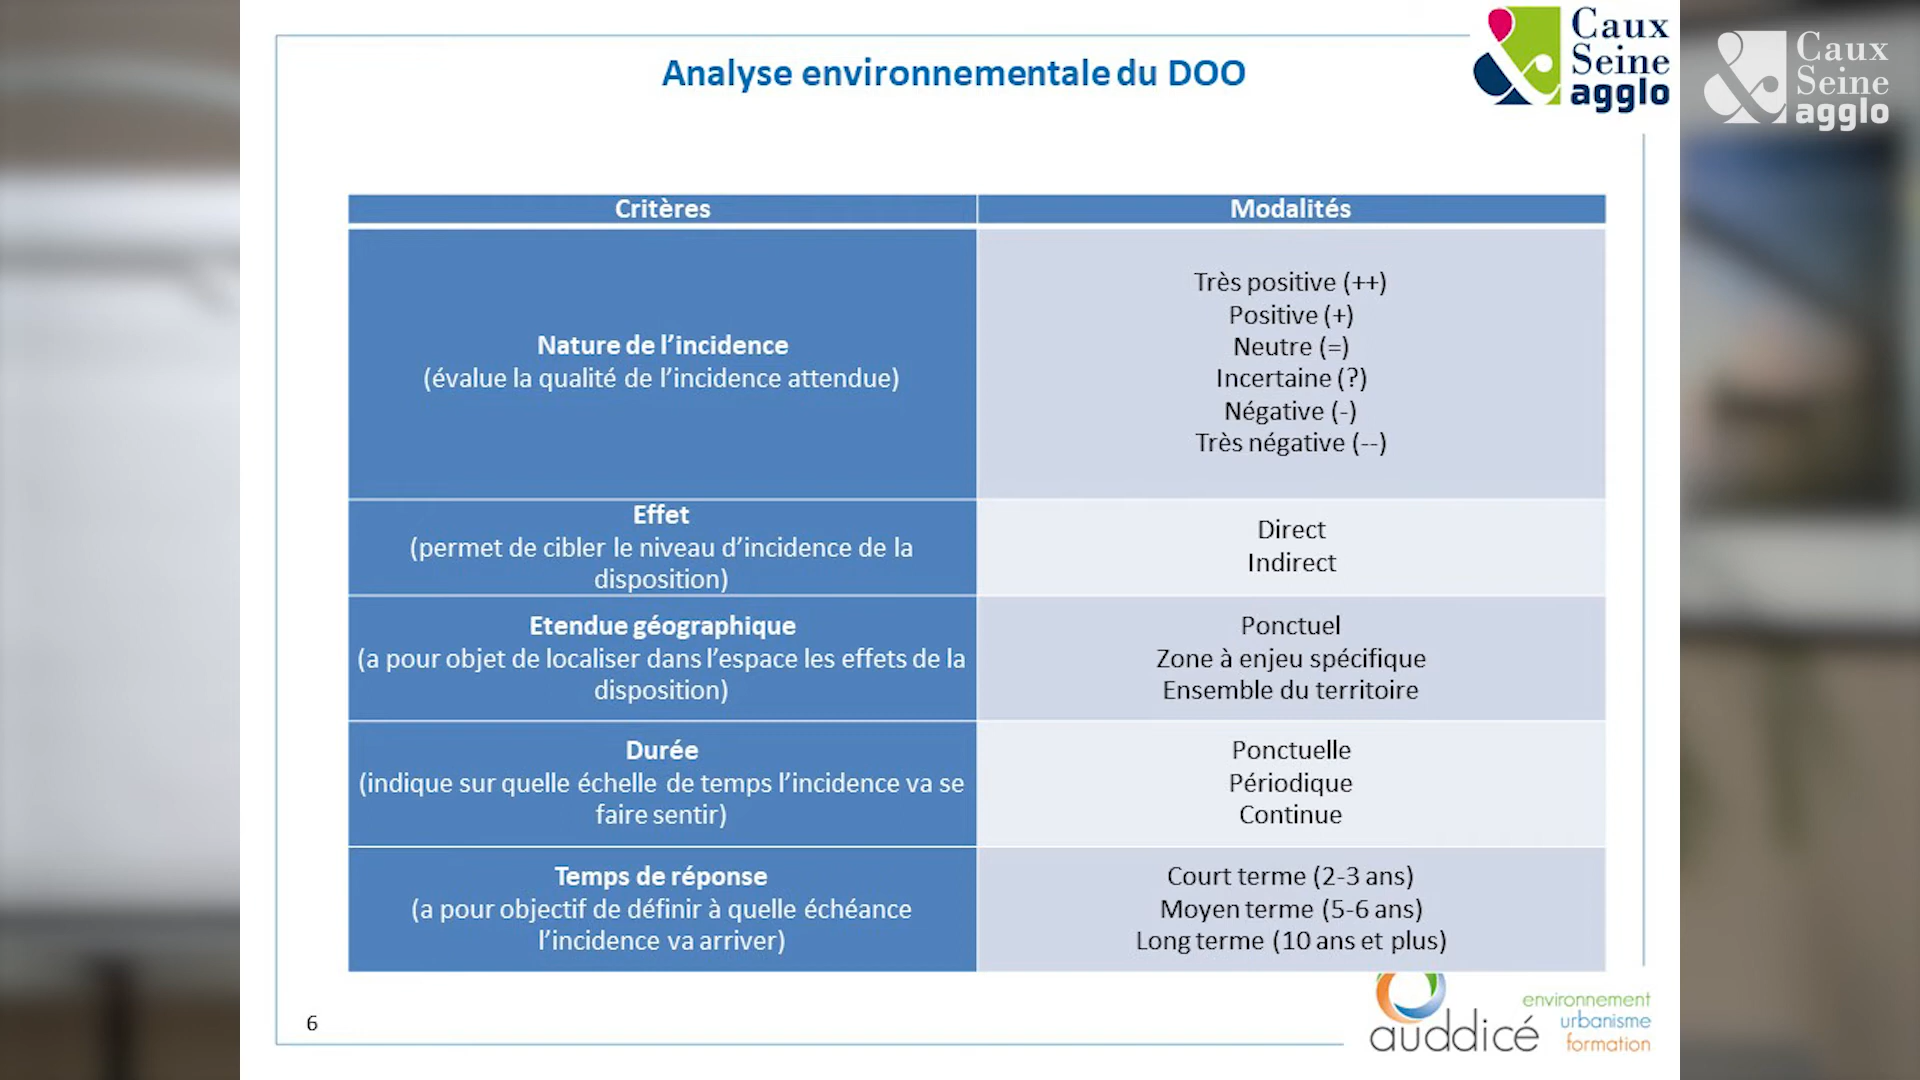 Analyse environnementale du DOO
Caux
Seine
agglo
Caux
Seine
agglo
Critères
Modalités
Nature de l’incidence
(évalue la qualité de l’incidence attendue)
Très positive (++)
Positive (+)
Neutre (=)
Incertaine (?)
Négative (-)
Très négative (--)
Effet
(permet de cibler le niveau d’incidence de la
disposition)
Direct
Indirect
Etendue géographique
(a pour objet de localiser dans l’espace les effets de la
disposition)
Ponctuel
Zone à enjeu spécifique
Ensemble du territoire
Durée
(indique sur quelle échelle de temps l’incidence va se
faire sentir)
Ponctuelle
Périodique
Continue
Temps de réponse
(a pour objectif de définir à quelle échéance
l’incidence va arriver)
Court terme (2-3 ans)
Moyen terme (5-6 ans)
Long terme (10 ans et plus)
6
auddicé
environnement
urbanisme
formation